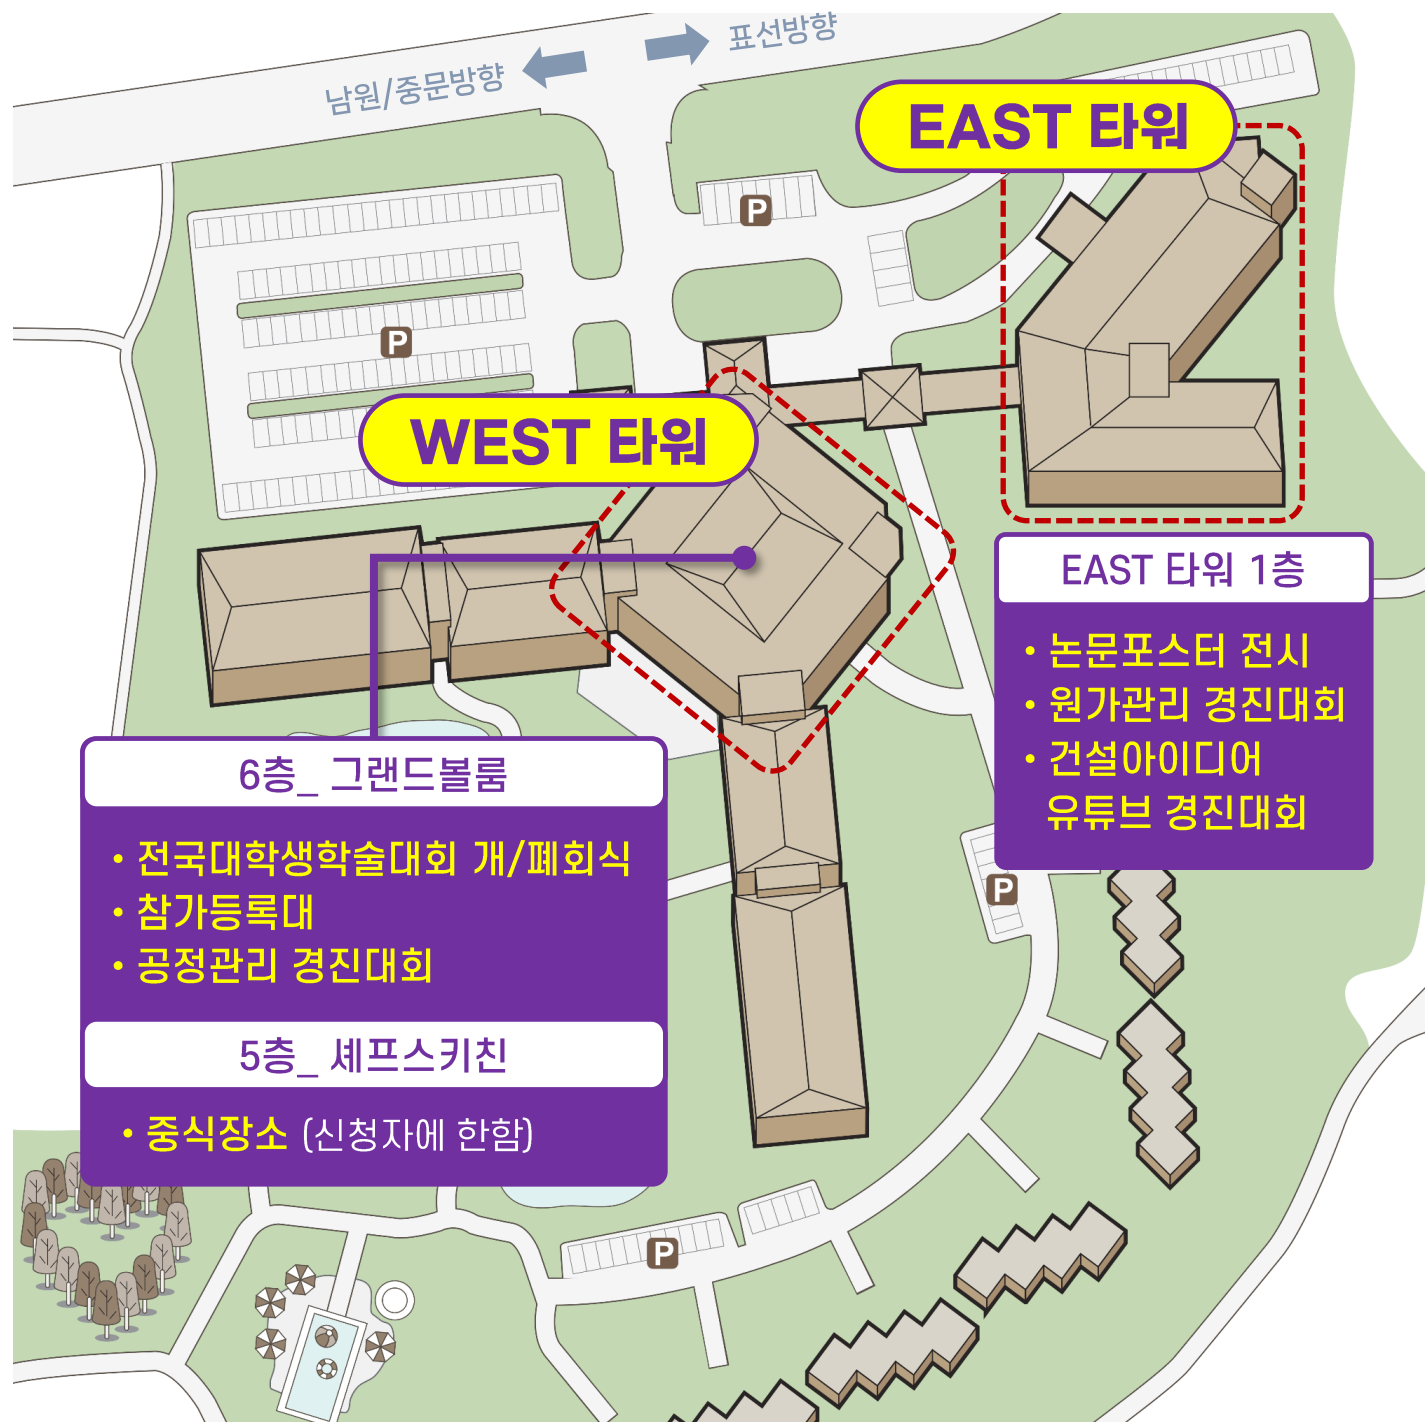 표선방향
남원/중문방향
EAST 타워
P
P
WEST 타워
EAST 타워 1층
• 논문포스터 전시
• 원가관리 경진대회
• 건설아이디어
유튜브 경진대회
6층_ 그랜드볼룸
• 전국대학생학술대회 개/폐회식
• 참가등록대
• 공정관리 경진대회
P
5층_ 셰프스키친
• 중식장소 (신청자에 한함)
P